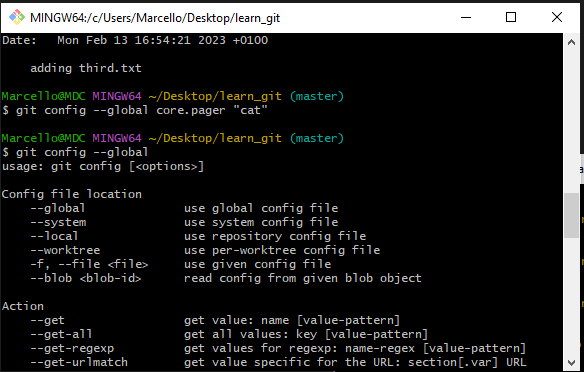 MINGW64:/c/Users/Marcello/Desktop/learn_git
Date:   Mon Feb 13 16:54:21 2023 +0100
    adding third.txt
Marcello@MDC MINGW64 ~/Desktop/learn_git (master)
$ git config --global core.pager "cat"
Marcello@MDC MINGW64 ~/Desktop/learn_git (master)
$ git config --global
usage: git config [<options>]
Config file location
    --global              use global config file
    --system              use system config file
    --local               use repository config file
    --worktree            use per-worktree config file
    -f, --file <file>     use given config file
    --blob <blob-id>      read config from given blob object
Action
    --get                 get value: name [value-pattern]
    --get-all             get all values: key [value-pattern]
    --get-regexp          get values for regexp: name-regex [value-pattern]
    --get-urlmatch        get value specific for the URL: section[.var] URL